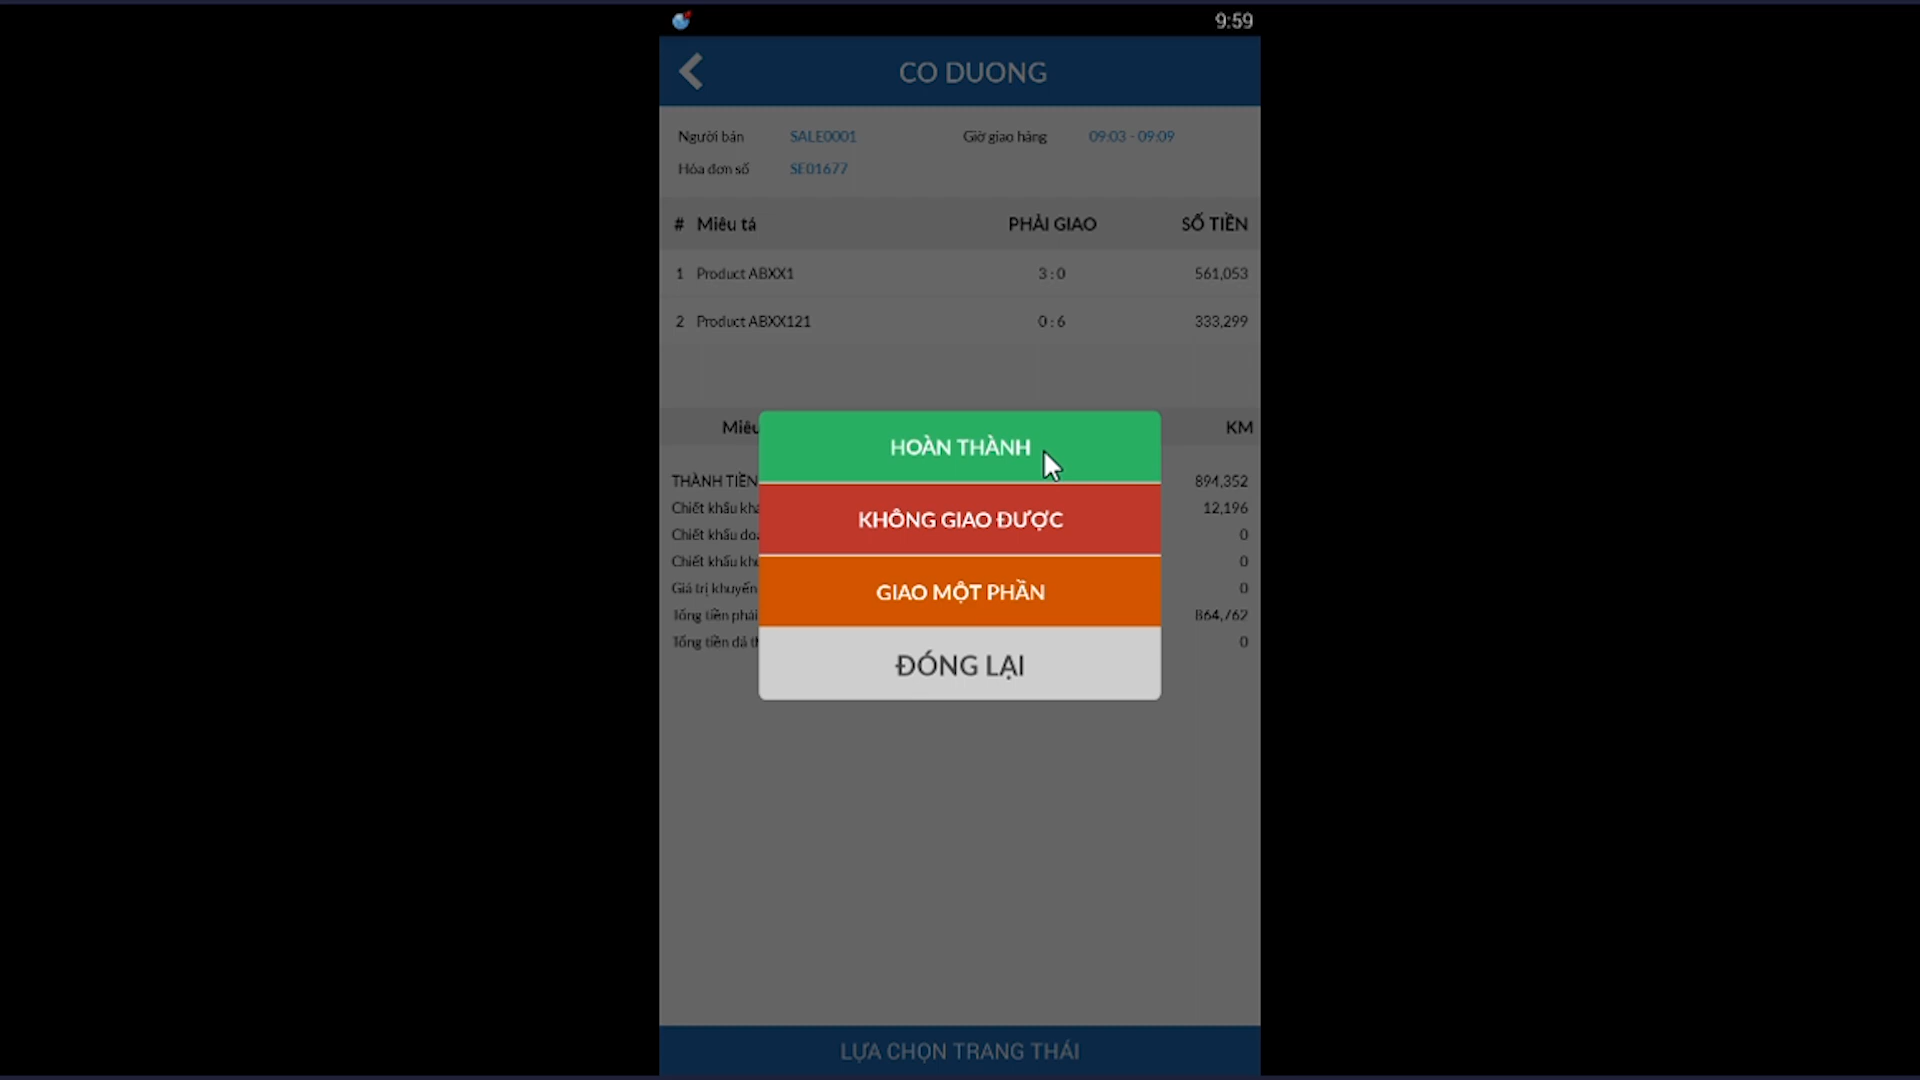 9:59
CO DUONG
Người bán SALE0001 Giờ giao hàng 09:03 - 09:09
Hóa đơn số SE01677
# Miêu tả PHẢI GIAO SỐ TIỀN
1 Product ABXX1 3 : 0 561,053
2 Product ABXX121 0 : 6 333,299
KM
HOÀN THÀNH
THÀNH TIỀN 894,352
Chiết khấu 12,196
KHÔNG GIAO ĐƯỢC
Chiết khấu 0
Chiết khấu 0
GIAO MỘT PHẦN
Giá trị khuyến 0
Tổng tiền phải 864,762
Tổng tiền đã 0
ĐÓNG LẠI
LỰA CHỌN TRANG THÁI